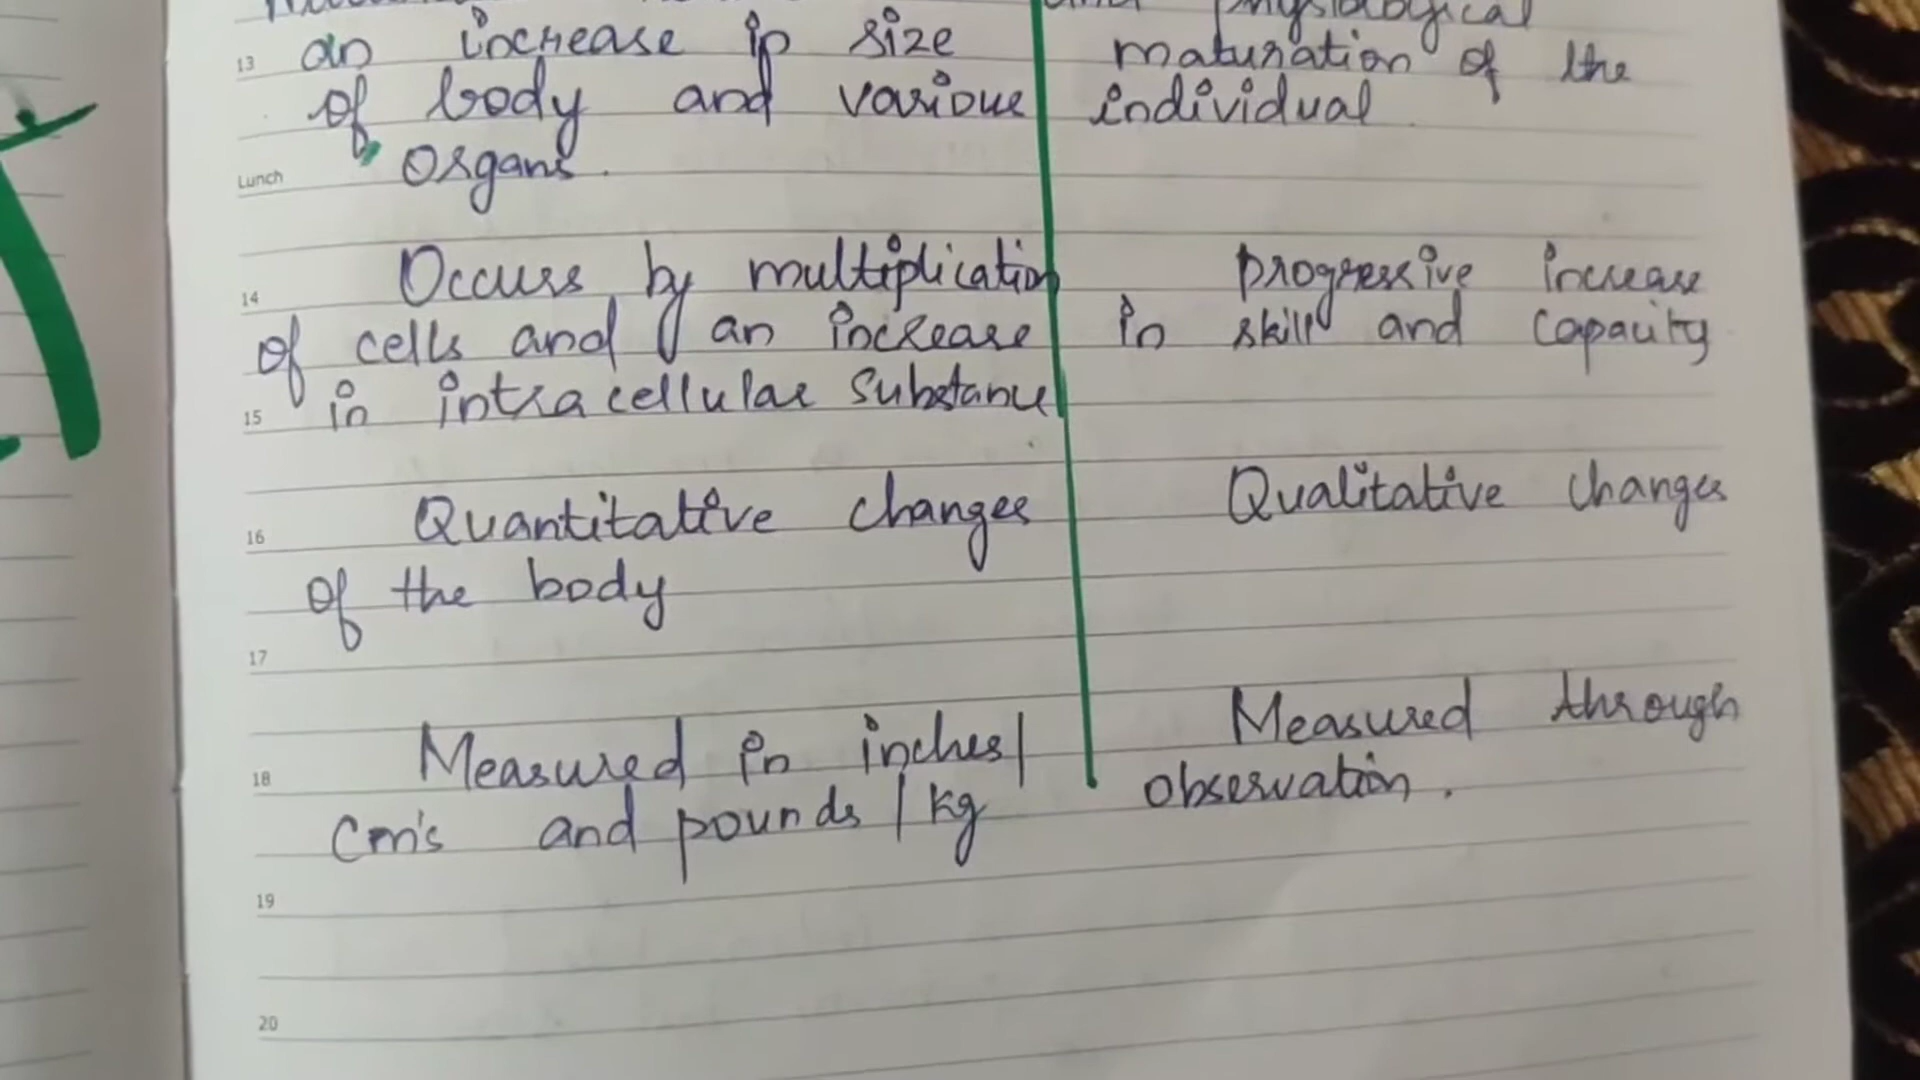 and physiological
13 an increase in size
of body and various
Lunch organs.
maturation of the
individual.
14 Occurs by multiplication
of cells and an increase
15 in intracellular substance
progressive increase
in skill and capacity
16 Quantitative changes
of the body
Qualitative changes
17
18 Measured in inches/
cm's and pounds/kg
Measured through
observation.
19
20